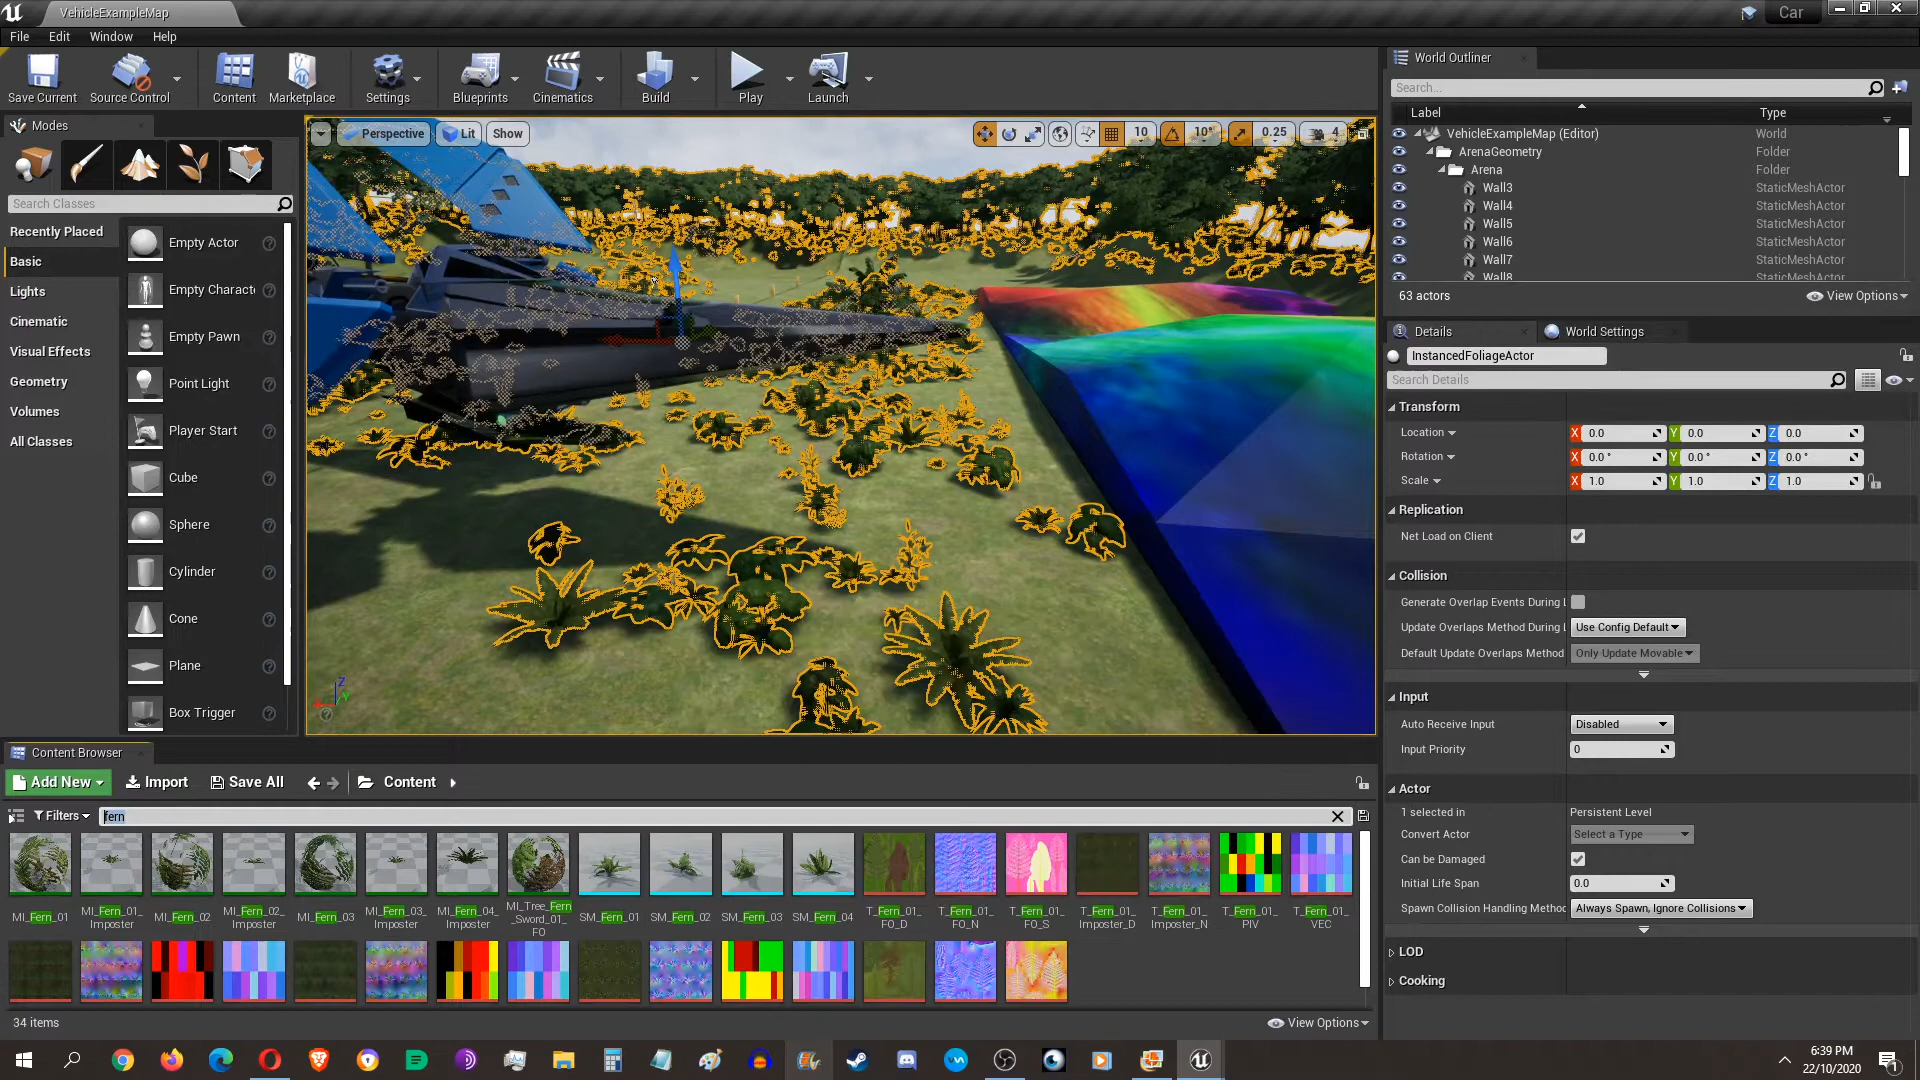 VehicleExampleMap
Car
File Edit Window Help
Save Current
Source Control
Content
Marketplace
Settings
Blueprints
Cinematics
Build
Play
Launch
Modes
Search Classes
Recently Placed
Basic
Lights
Cinematic
Visual Effects
Geometry
Volumes
All Classes
Empty Actor
Empty Charact
Empty Pawn
Point Light
Player Start
Cube
Sphere
Cylinder
Cone
Plane
Box Trigger
Perspective
Lit
Show
10
10°
0.25
4
Z
World Outliner
Search...
Label Type
VehicleExampleMap (Editor) World
ArenaGeometry Folder
Arena Folder
Wall3 StaticMeshActor
Wall4 StaticMeshActor
Wall5 StaticMeshActor
Wall6 StaticMeshActor
Wall7 StaticMeshActor
Wall8 StaticMeshActor
63 actors
View Options
Details
World Settings
InstancedFoliageActor
Search Details
Transform
Location X 0.0 Y 0.0 Z 0.0
Rotation X 0.0 ° Y 0.0 ° Z 0.0 °
Scale X 1.0 Y 1.0 Z 1.0
Replication
Net Load on Client
Collision
Generate Overlap Events During L
Update Overlaps Method During L Use Config Default
Default Update Overlaps Method Only Update Movable
Input
Auto Receive Input Disabled
Input Priority 0
Actor
1 selected in Persistent Level
Convert Actor Select a Type
Can be Damaged
Initial Life Span 0.0
Spawn Collision Handling Method Always Spawn, Ignore Collisions
LOD
Cooking
Content Browser
Add New
Import
Save All
Content
Filters
fern
MI_Fern_01
MI_Fern_01_
Imposter
MI_Fern_02
MI_Fern_02_
Imposter
MI_Fern_03
MI_Fern_03_
Imposter
MI_Fern_04_
Imposter
MI_Tree_Fern
_Sword_01_
FO
SM_Fern_01
SM_Fern_02
SM_Fern_03
SM_Fern_04
T_Fern_01_
FO_D
T_Fern_01_
FO_N
T_Fern_01_
FO_S
T_Fern_01_
Imposter_D
T_Fern_01_
Imposter_N
T_Fern_01_
PIV
T_Fern_01_
VEC
34 items
View Options
6:39 PM
22/10/2020
1